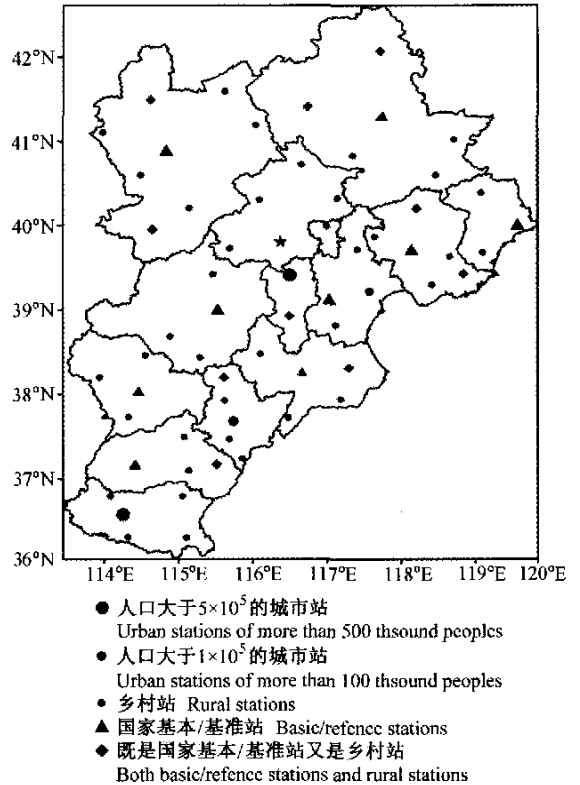 42°N
41°N
40°N
39°N
38°N
37°N
36°N
114°E 115°E 116°E 117°E 118°E 119°E 120°E
人口大于5×10⁵的城市站
Urban stations of more than 500 thsound peoples
人口大于1×10⁵的城市站
Urban stations of more than 100 thsound peoples
乡村站 Rural stations
国家基本/基准站 Basic/refence stations
既是国家基本/基准站又是乡村站
Both basic/refence stations and rural stations